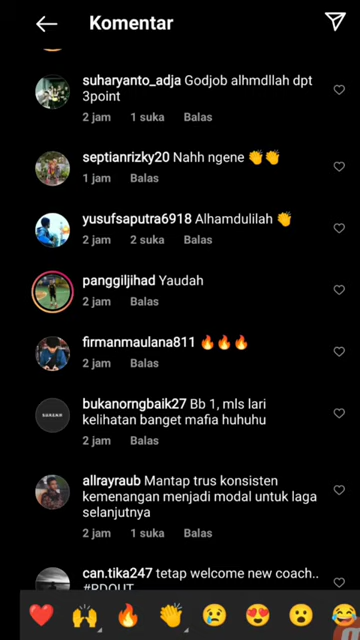 Komentar
suharyanto_adja Godjob alhmdllah dpt
3point
2 jam 1 suka Balas
septianrizky20 Nahh ngene 👏👏
1 jam Balas
yusufsaputra6918 Alhamdulilah 👏
2 jam 2 suka Balas
panggiljihad Yaudah
2 jam Balas
firmanmaulana811 🔥🔥🔥
2 jam Balas
bukanorngbaik27 Bb 1, mls lari
kelihatan banget mafia huhuhu
2 jam Balas
allrayraub Mantap trus konsisten
kemenangan menjadi modal untuk laga
selanjutnya
2 jam 1 suka Balas
can.tika247 tetap welcome new coach..
#RDOUT